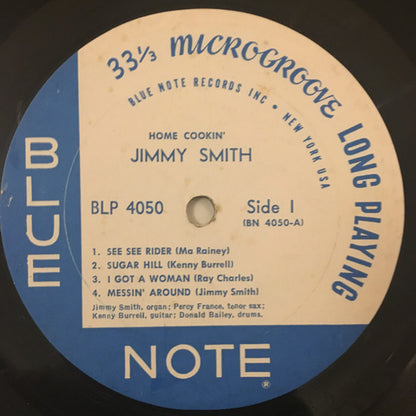 33⅓ MICROGROOVE LONG PLAYING
BLUE NOTE RECORDS INC • NEW YORK USA
HOME COOKIN'
JIMMY SMITH
BLP 4050 Side 1
(BN 4050-A)
1. SEE SEE RIDER (Ma Rainey)
2. SUGAR HILL (Kenny Burrell)
3. I GOT A WOMAN (Ray Charles)
4. MESSIN' AROUND (Jimmy Smith)
Jimmy Smith, organ; Percy France, tenor sax;
Kenny Burrell, guitar; Donald Bailey, drums.
BLUE
NOTE®